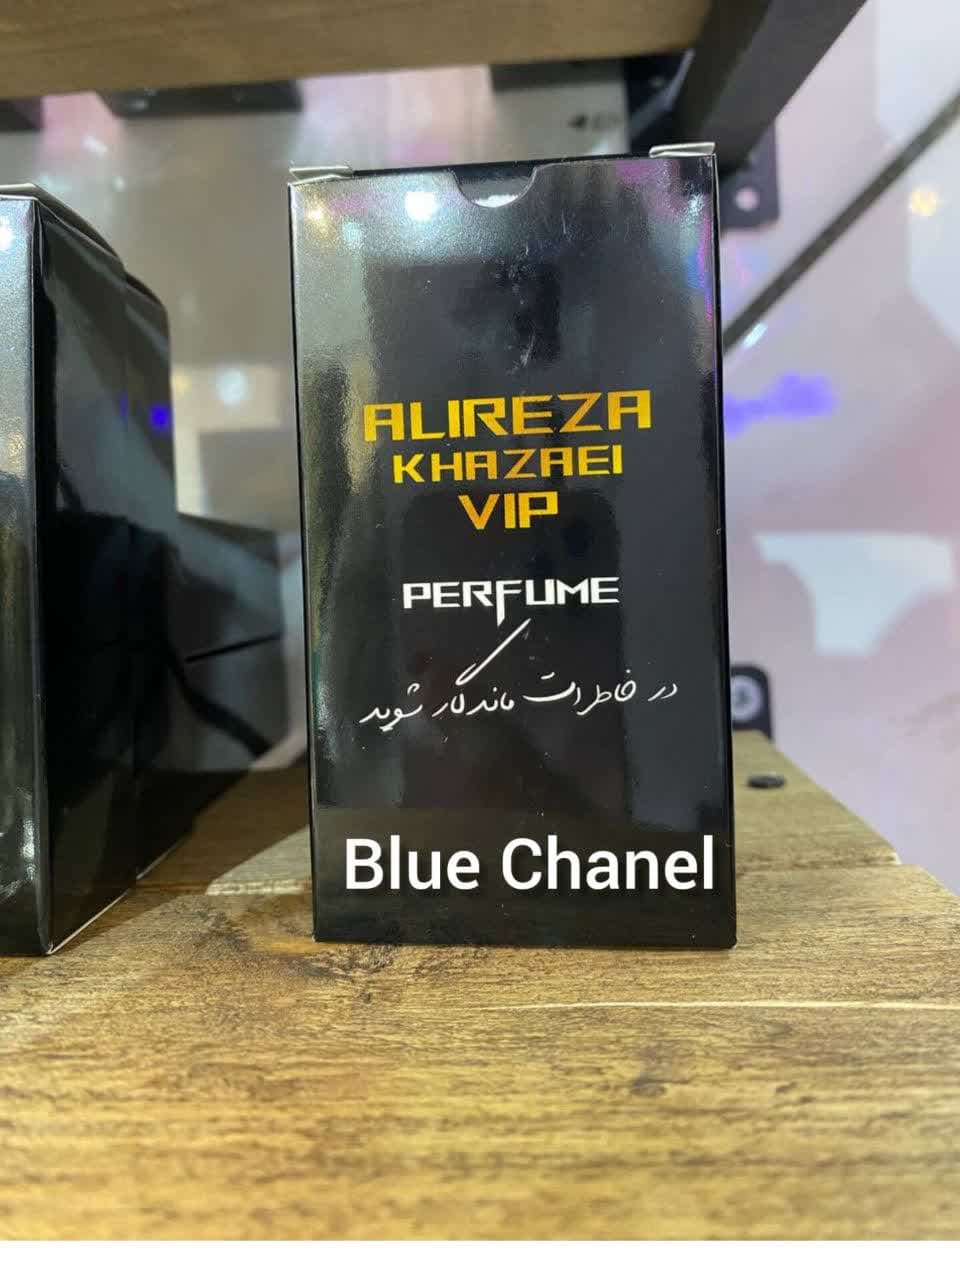 ALIREZA
KHAZAEI
VIP
PERFUME
در خاطرات ماندگار شوید
Blue Chanel